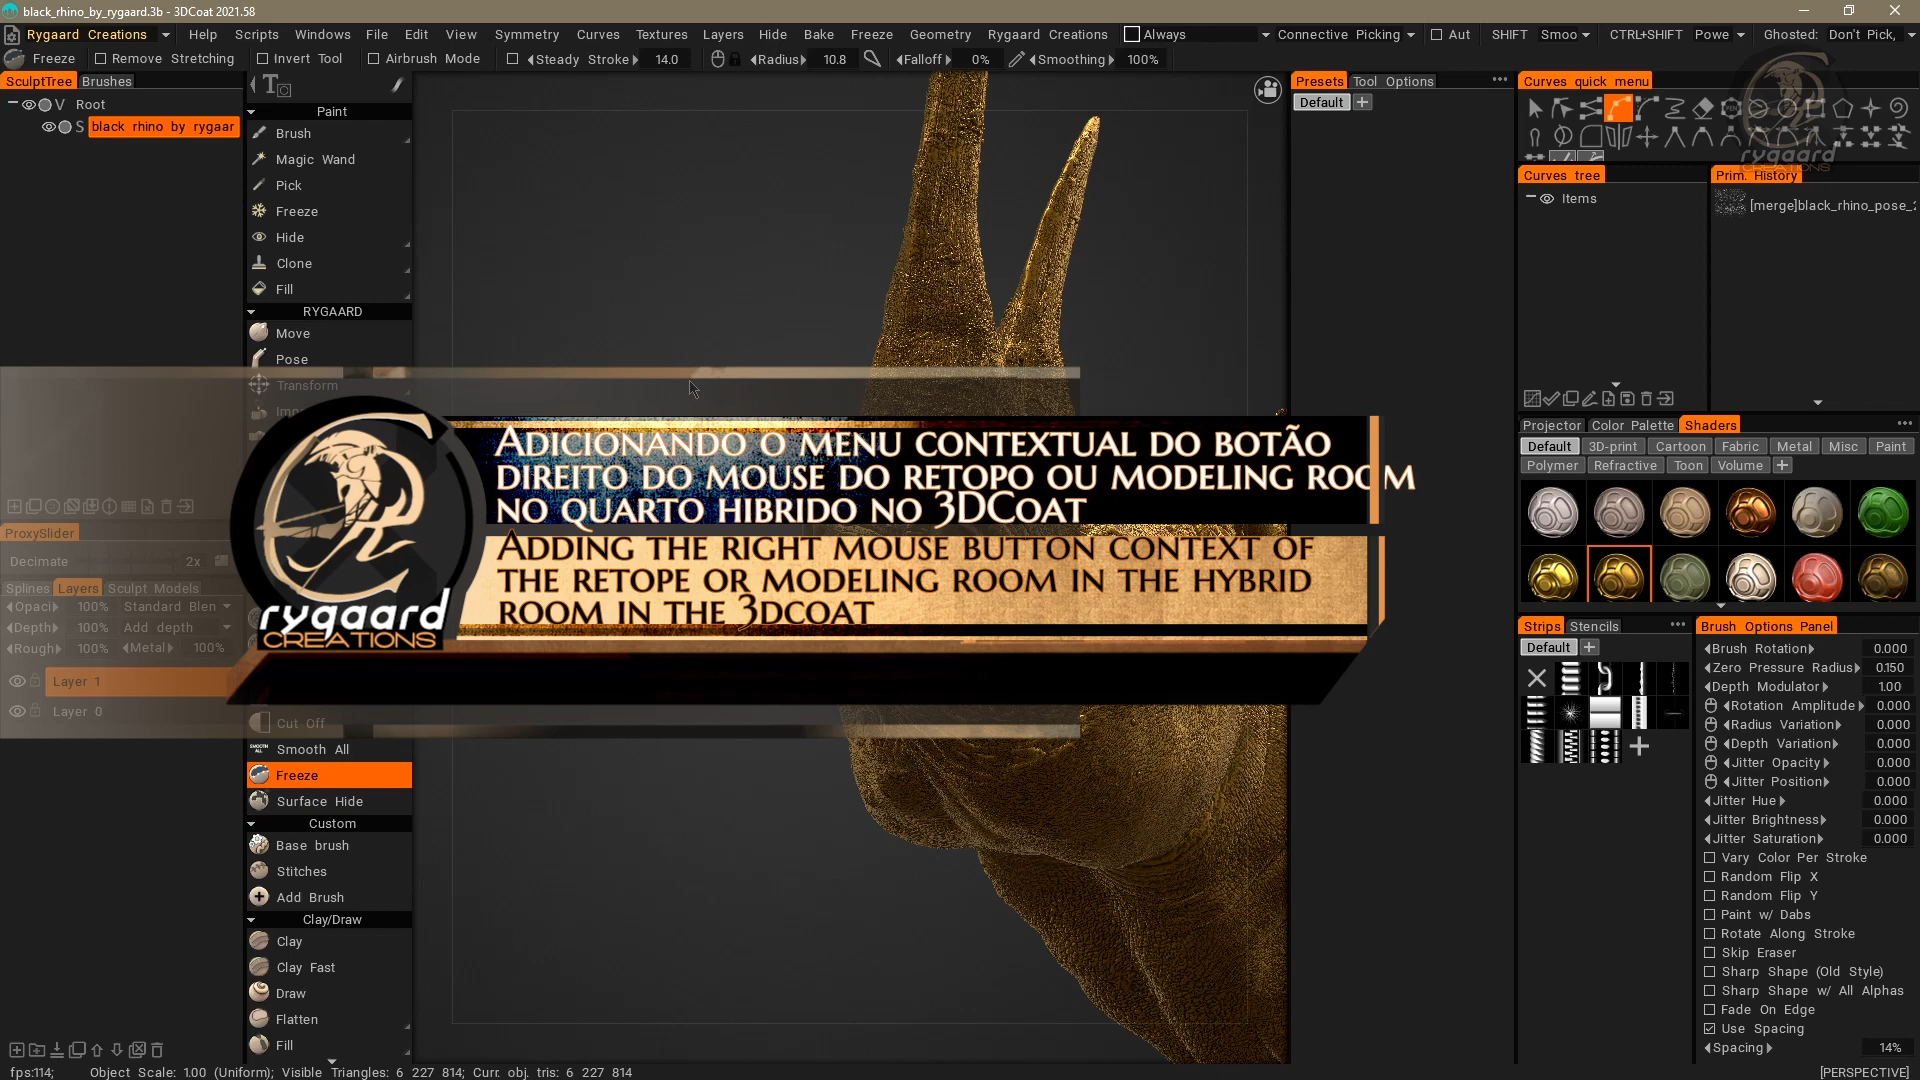 black_rhino_by_rygaard.3b - 3DCoat 2021.58
Rygaard Creations Help Scripts Windows File Edit View Symmetry Curves Textures Layers Hide Bake Freeze Geometry Rygaard Creations Always Connective Picking Aut SHIFT Smoo CTRL+SHIFT Powe Ghosted: Don't Pick,
Freeze Remove Stretching Invert Tool Airbrush Mode Steady Stroke 14.0 Radius 10.8 Falloff 0% Smoothing 100%
SculptTree Brushes
V Root
S black rhino by rygaar
ProxySlider
Decimate 2x
Splines Layers Sculpt Models
Opaci 100% Standard Blen
Depth 100% Add depth
Rough 100% Metal 100%
Layer 1
Layer 0
Paint
Brush
Magic Wand
Pick
Freeze
Hide
Clone
Fill
RYGAARD
Move
Pose
Transform
Cut Off
Smooth All
Freeze
Surface Hide
Custom
Base brush
Stitches
Add Brush
Clay/Draw
Clay
Clay Fast
Draw
Flatten
Fill
Adicionando o menu contextual do botão
direito do mouse do retopo ou modeling room
no quarto hibrido no 3DCoat
Adding the right mouse button context of
the retope or modeling room in the hybrid
room in the 3dcoat
rygaard
CREATIONS
Presets Tool Options
Default
Curves quick menu
rygaard
CREATIONS
Curves tree
Items
Prim. History
[merge]black_rhino_pose_2
Projector Color Palette Shaders
Default 3D-print Cartoon Fabric Metal Misc Paint
Polymer Refractive Toon Volume
Strips Stencils
Default
Brush Options Panel
Brush Rotation 0.000
Zero Pressure Radius 0.150
Depth Modulator 1.00
Rotation Amplitude 0.000
Radius Variation 0.000
Depth Variation 0.000
Jitter Opacity 0.000
Jitter Position 0.000
Jitter Hue 0.000
Jitter Brightness 0.000
Jitter Saturation 0.000
Vary Color Per Stroke
Random Flip X
Random Flip Y
Paint w/ Dabs
Rotate Along Stroke
Skip Eraser
Sharp Shape (Old Style)
Sharp Shape w/ All Alphas
Fade On Edge
Use Spacing
Spacing 14%
fps:114; Object Scale: 1.00 (Uniform); Visible Triangles: 6 227 814; Curr. obj. tris: 6 227 814 [PERSPECTIVE]